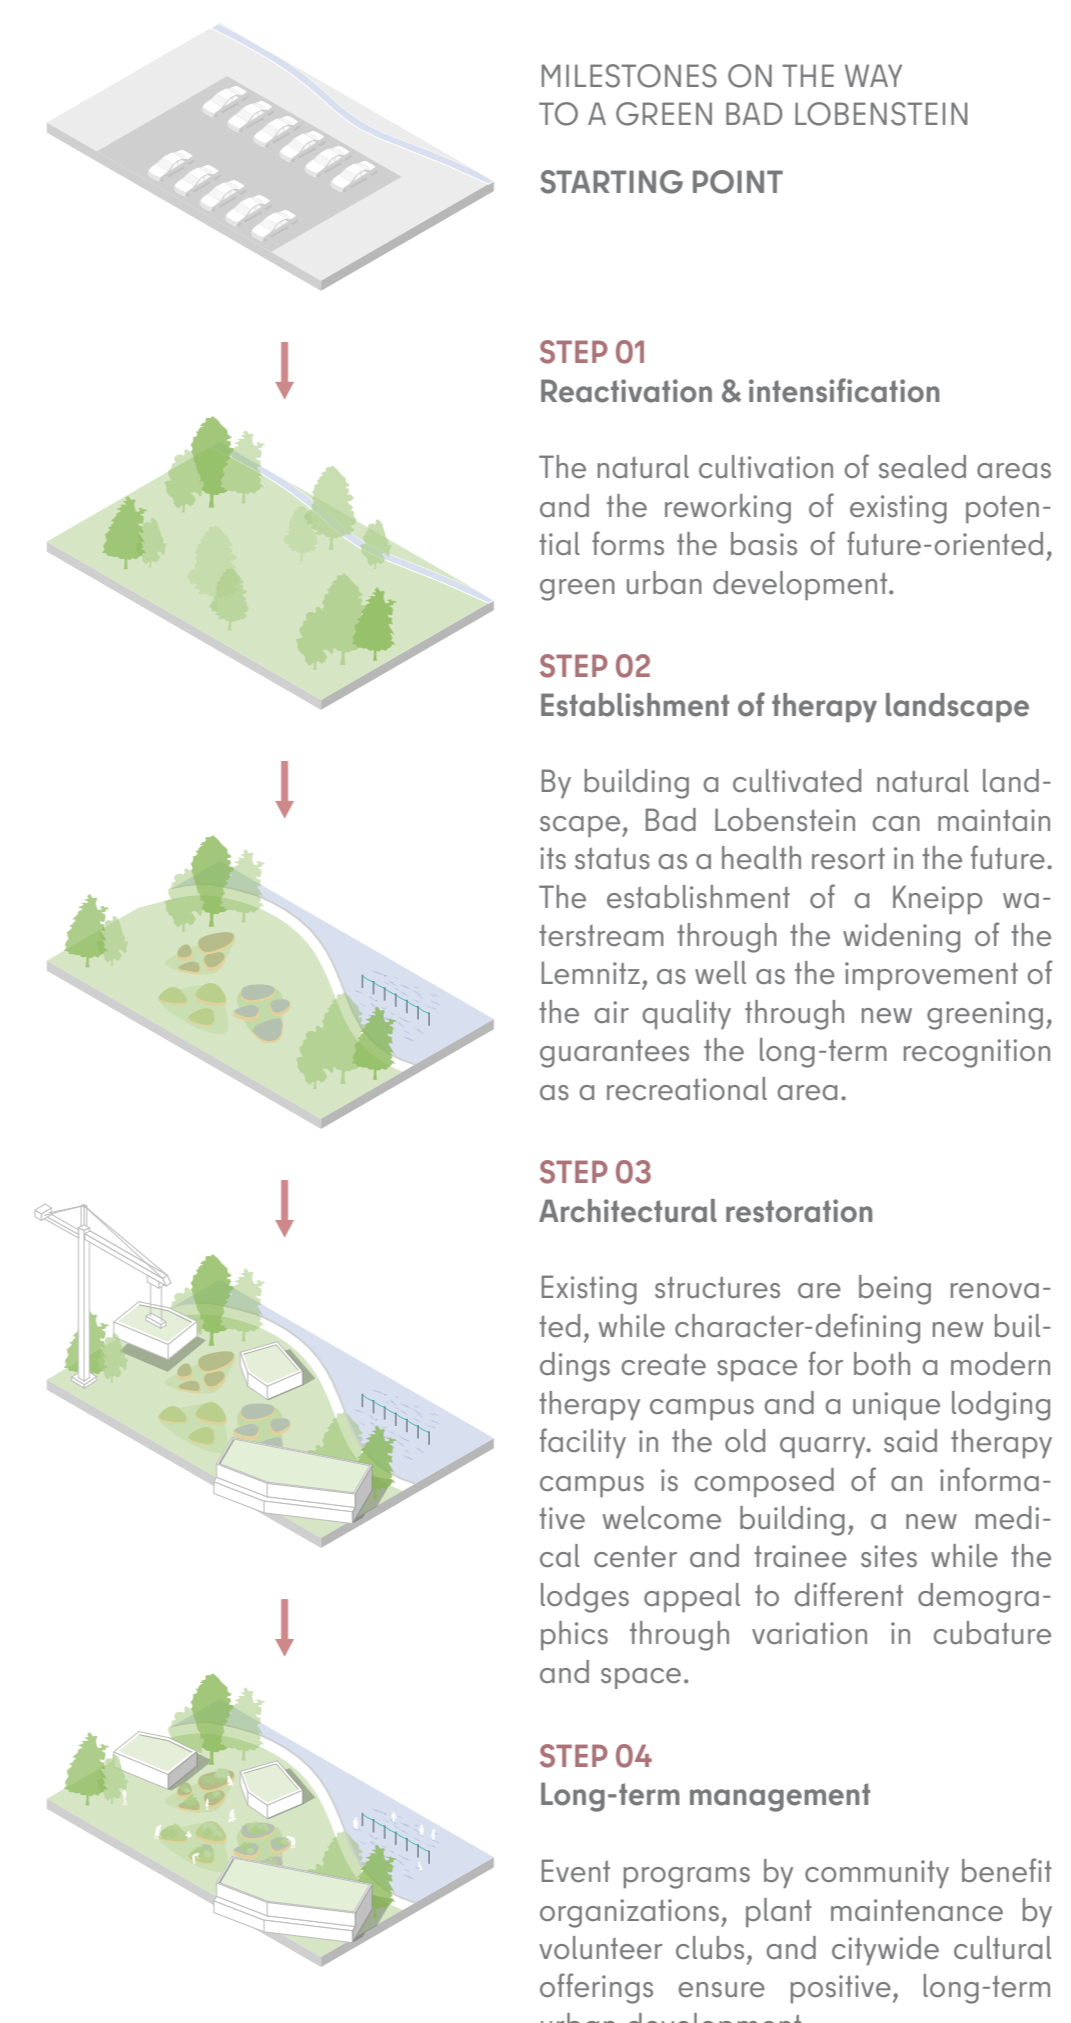 MILESTONES ON THE WAY
TO A GREEN BAD LOBENSTEIN
STARTING POINT
STEP 01
Reactivation & intensification
The natural cultivation of sealed areas
and the reworking of existing poten-
tial forms the basis of future-oriented,
green urban development.
STEP 02
Establishment of therapy landscape
By building a cultivated natural land-
scape, Bad Lobenstein can maintain
its status as a health resort in the future.
The establishment of a Kneipp wa-
terstream through the widening of the
Lemnitz, as well as the improvement of
the air quality through new greening,
guarantees the long-term recognition
as a recreational area.
STEP 03
Architectural restoration
Existing structures are being renova-
ted, while character-defining new buil-
dings create space for both a modern
therapy campus and a unique lodging
facility in the old quarry. said therapy
campus is composed of an informa-
tive welcome building, a new medi-
cal center and trainee sites while the
lodges appeal to different demogra-
phics through variation in cubature
and space.
STEP 04
Long-term management
Event programs by community benefit
organizations, plant maintenance by
volunteer clubs, and citywide cultural
offerings ensure positive, long-term
urban development